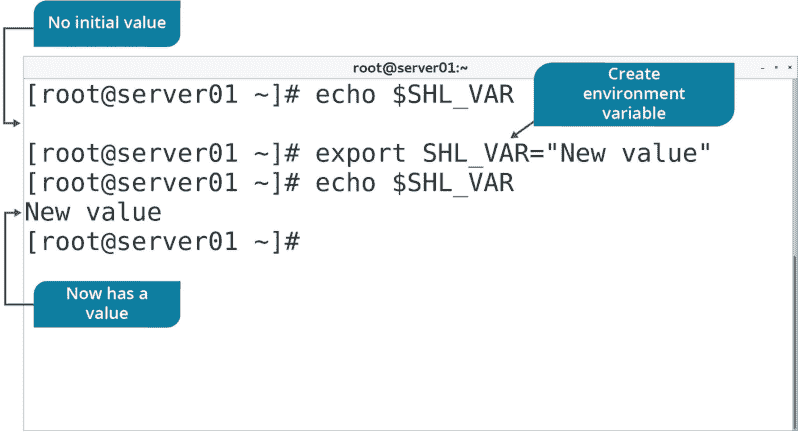 No initial value
root@server01:~
[root@server01 ~]# echo $SHL_VAR
Create
environment
variable
[root@server01 ~]# export SHL_VAR="New value"
[root@server01 ~]# echo $SHL_VAR
New value
[root@server01 ~]#
Now has a
value